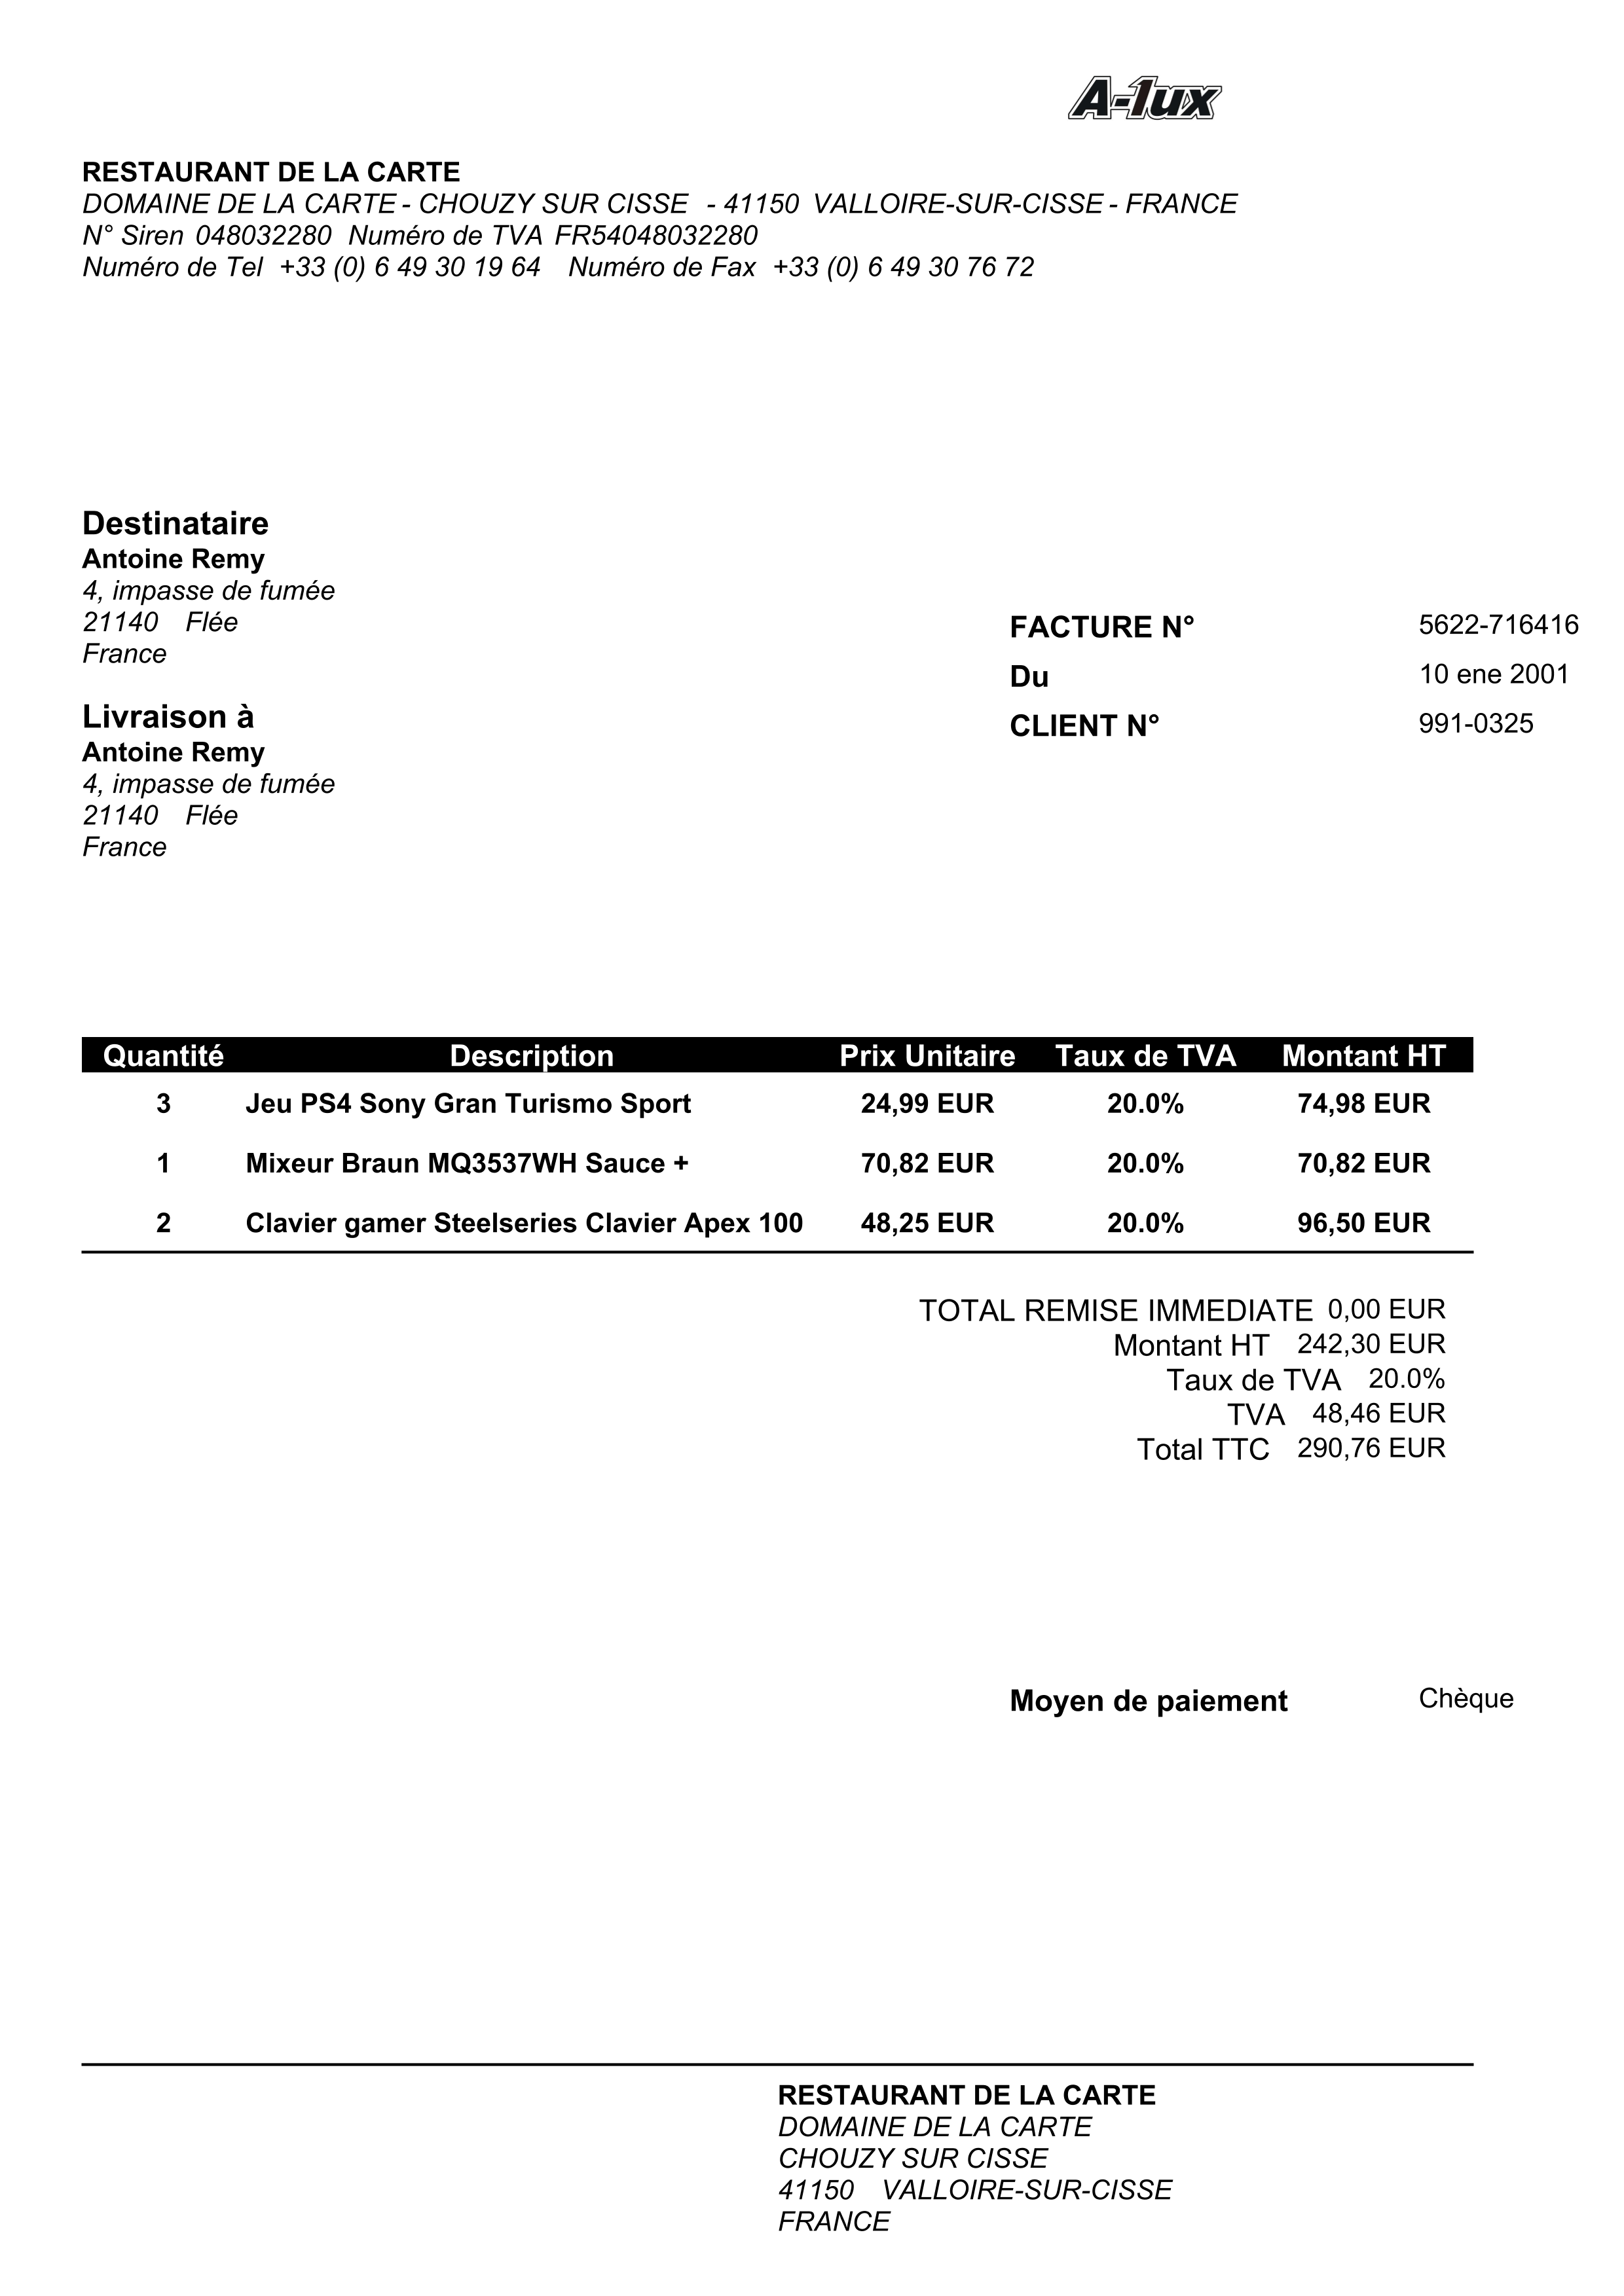 A-1ux
RESTAURANT DE LA CARTE
DOMAINE DE LA CARTE - CHOUZY SUR CISSE - 41150 VALLOIRE-SUR-CISSE - FRANCE
N° Siren 048032280 Numéro de TVA FR54048032280
Numéro de Tel +33 (0) 6 49 30 19 64 Numéro de Fax +33 (0) 6 49 30 76 72
Destinataire
Antoine Remy
4, impasse de fumée
21140 Flée
France
FACTURE N° 5622-716416
Du 10 ene 2001
CLIENT N° 991-0325
Livraison à
Antoine Remy
4, impasse de fumée
21140 Flée
France
Quantité Description Prix Unitaire Taux de TVA Montant HT
3 Jeu PS4 Sony Gran Turismo Sport 24,99 EUR 20.0% 74,98 EUR
1 Mixeur Braun MQ3537WH Sauce + 70,82 EUR 20.0% 70,82 EUR
2 Clavier gamer Steelseries Clavier Apex 100 48,25 EUR 20.0% 96,50 EUR
TOTAL REMISE IMMEDIATE 0,00 EUR
Montant HT 242,30 EUR
Taux de TVA 20.0%
TVA 48,46 EUR
Total TTC 290,76 EUR
Moyen de paiement Chèque
RESTAURANT DE LA CARTE
DOMAINE DE LA CARTE
CHOUZY SUR CISSE
41150 VALLOIRE-SUR-CISSE
FRANCE